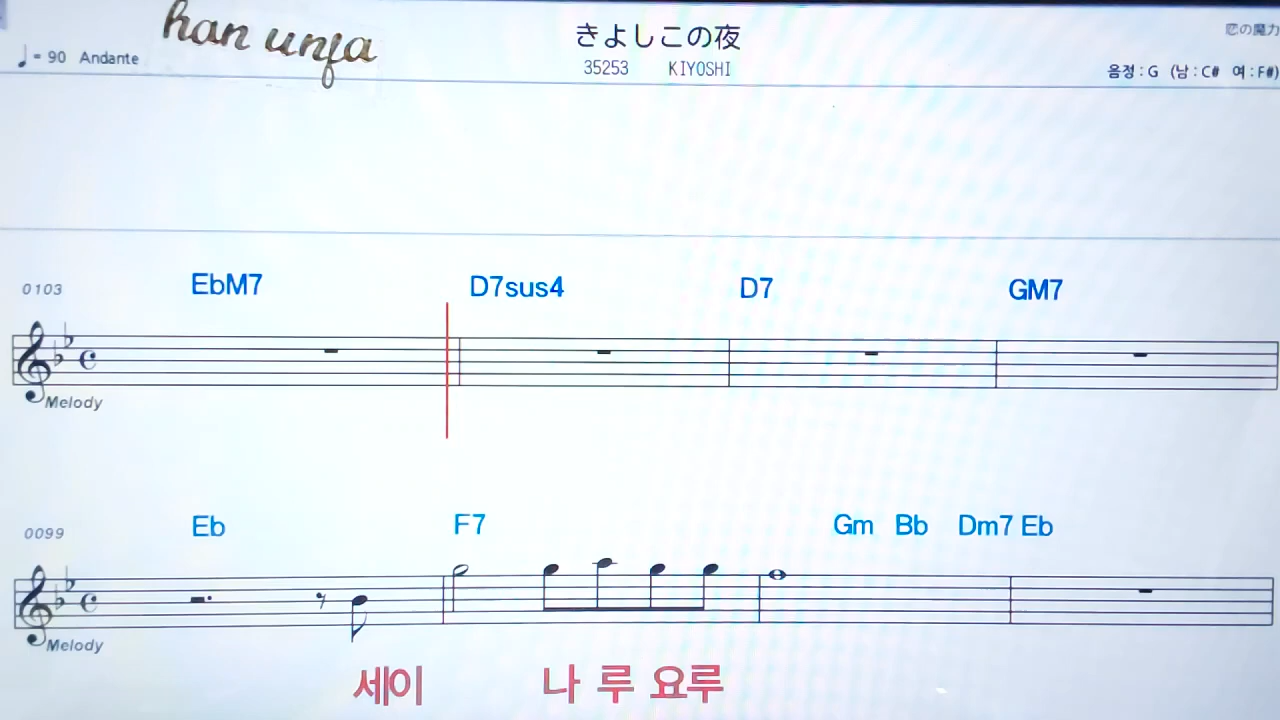 han unfa
きよしこの夜
恋の魔力
♩= 90 Andante
35253 KIYOSHI
음정 : G (남 : C# 여 : F#)
0103 EbM7 D7sus4 D7 GM7
Melody
0099 Eb F7 Gm Bb Dm7 Eb
Melody
세이 나 루 요루